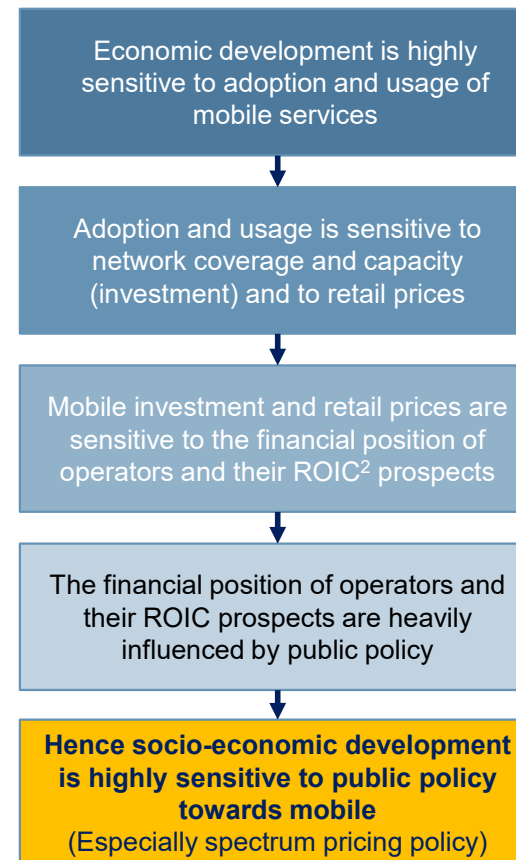 Economic development is highly
sensitive to adoption and usage of
mobile services
Adoption and usage is sensitive to
network coverage and capacity
(investment) and to retail prices
Mobile investment and retail prices are
sensitive to the financial position of
operators and their ROIC² prospects
The financial position of operators and
their ROIC prospects are heavily
influenced by public policy
Hence socio-economic development
is highly sensitive to public policy
towards mobile
(Especially spectrum pricing policy)